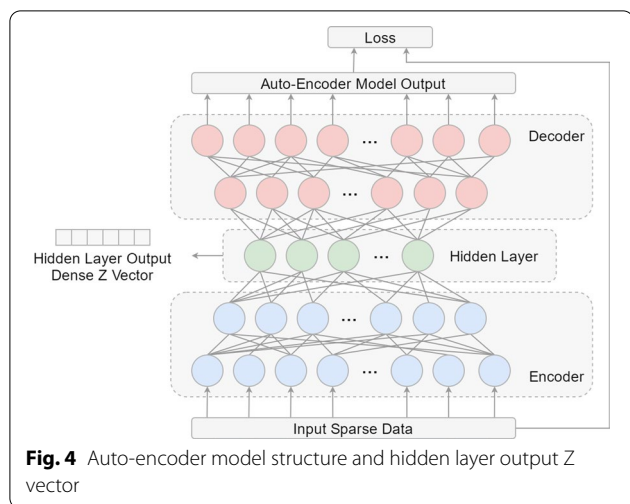 Loss
Auto-Encoder Model Output
Decoder
...
...
Hidden Layer Output
Dense Z Vector
...
Hidden Layer
...
...
Encoder
Input Sparse Data
Fig. 4 Auto-encoder model structure and hidden layer output Z
vector